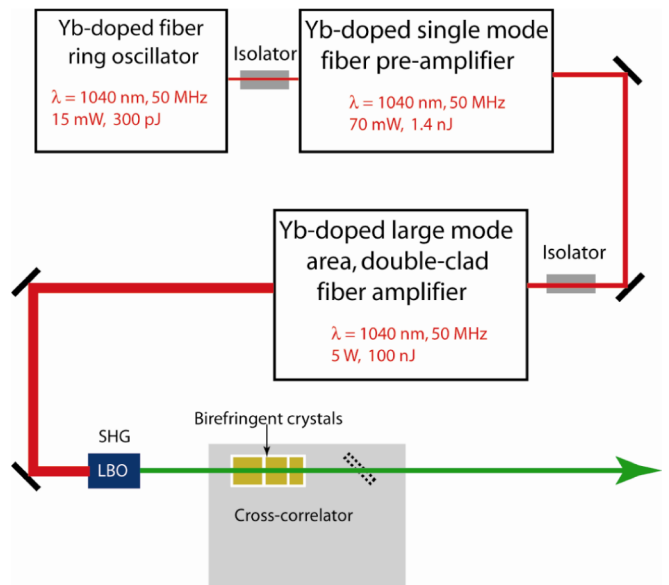 Yb-doped fiber
ring oscillator
λ = 1040 nm, 50 MHz
15 mW, 300 pJ
Isolator
Yb-doped single mode
fiber pre-amplifier
λ = 1040 nm, 50 MHz
70 mW, 1.4 nJ
Yb-doped large mode
area, double-clad
fiber amplifier
λ = 1040 nm, 50 MHz
5 W, 100 nJ
Isolator
Birefringent crystals
SHG
LBO
Cross-correlator